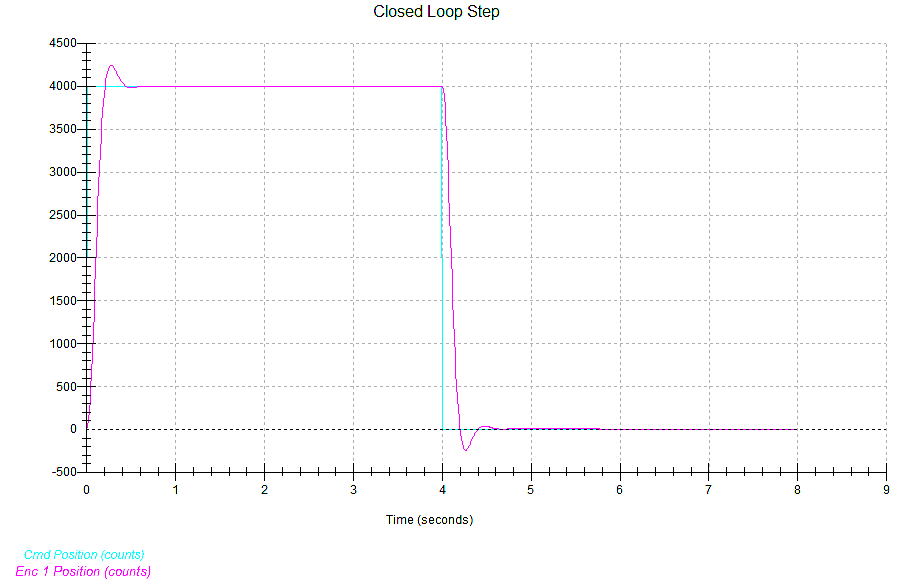 Closed Loop Step
4500
4000
3500
3000
2500
2000
1500
1000
500
0
-500
0 1 2 3 4 5 6 7 8 9
Time (seconds)
Cmd Position (counts)
Enc 1 Position (counts)